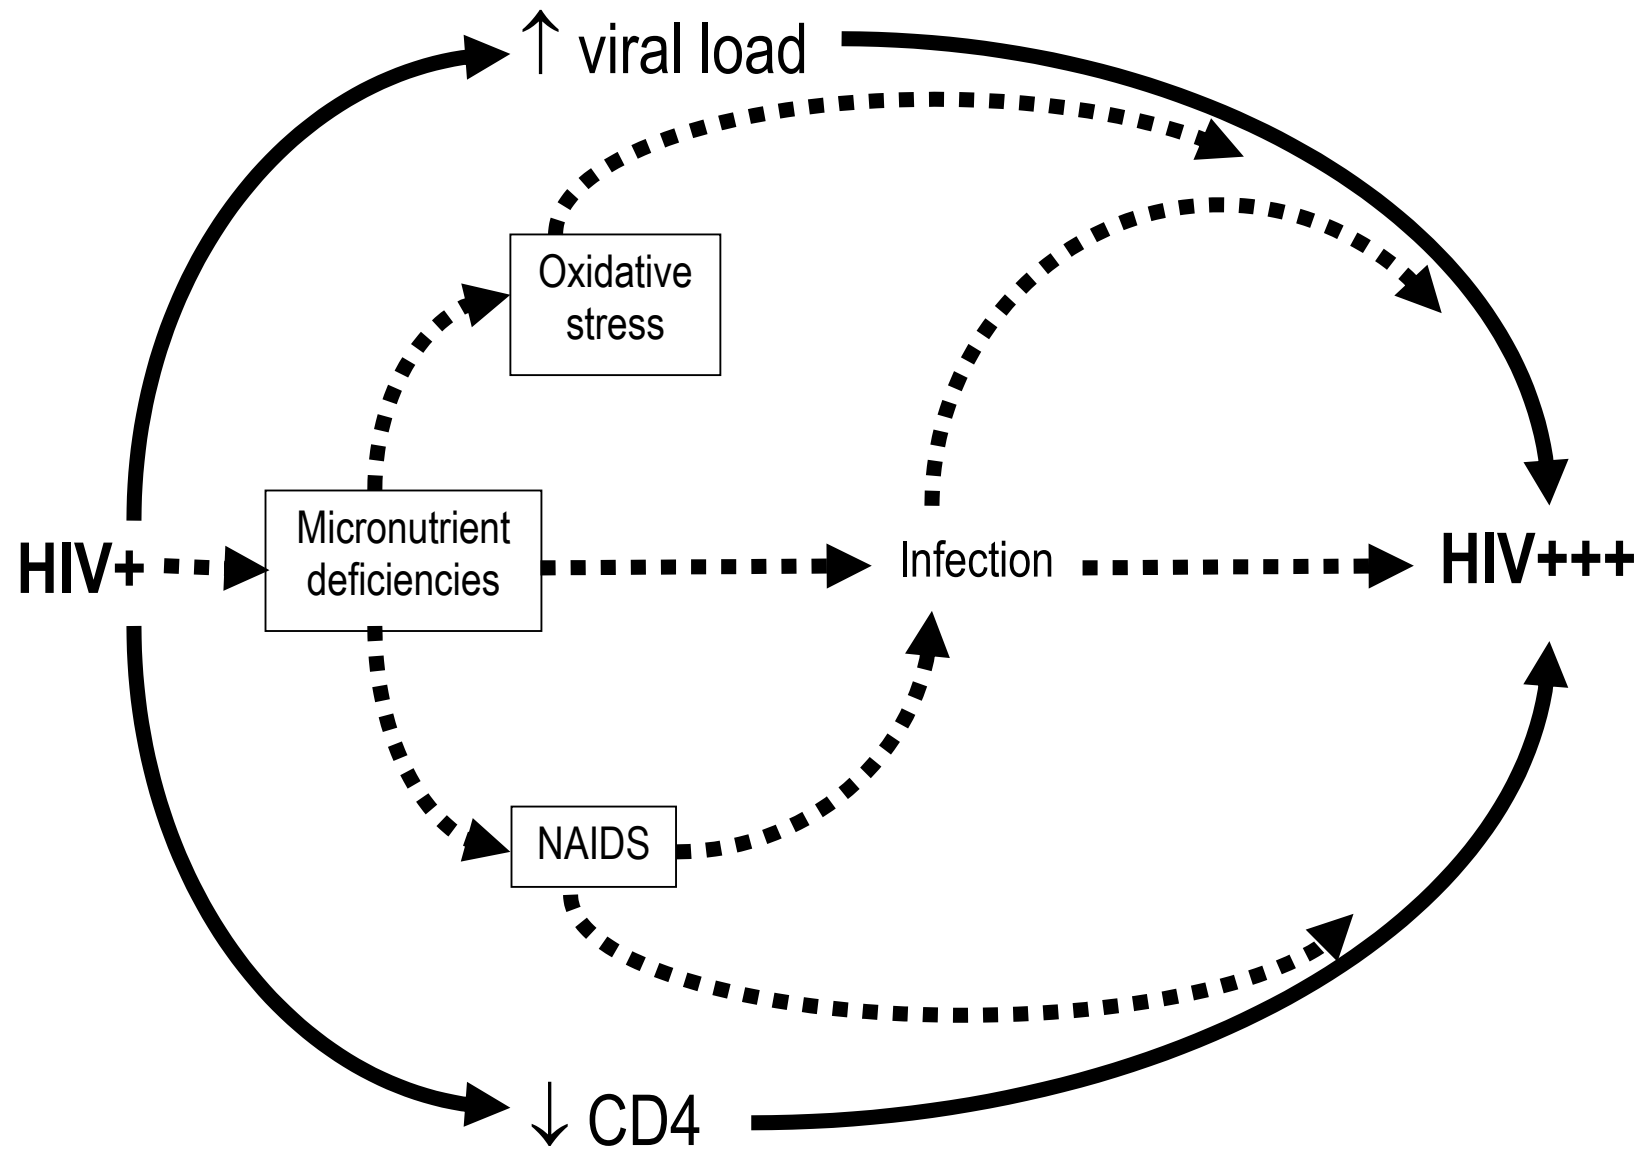 ↑ viral load
Oxidative
stress
Micronutrient
deficiencies
HIV+
Infection
HIV+++
NAIDS
↓ CD4